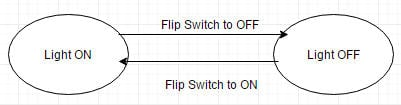 Flip Switch to OFF
Light ON
Light OFF
Flip Switch to ON